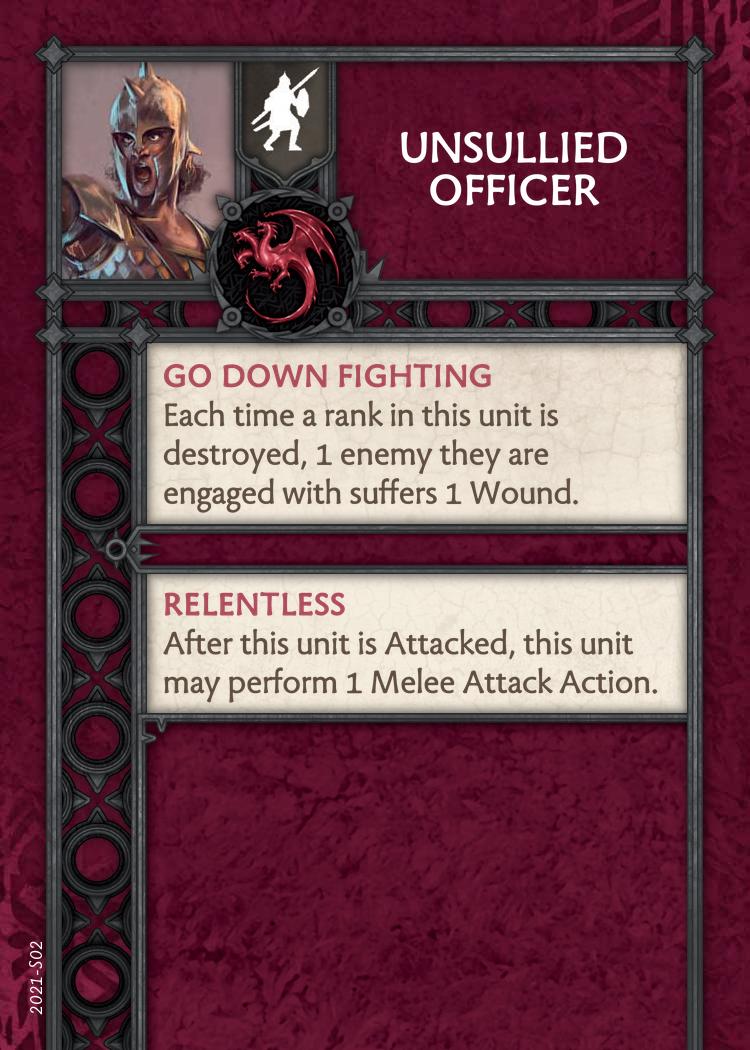 UNSULLIED
OFFICER
GO DOWN FIGHTING
Each time a rank in this unit is
destroyed, 1 enemy they are
engaged with suffers 1 Wound.
RELENTLESS
After this unit is Attacked, this unit
may perform 1 Melee Attack Action.
2021-S02